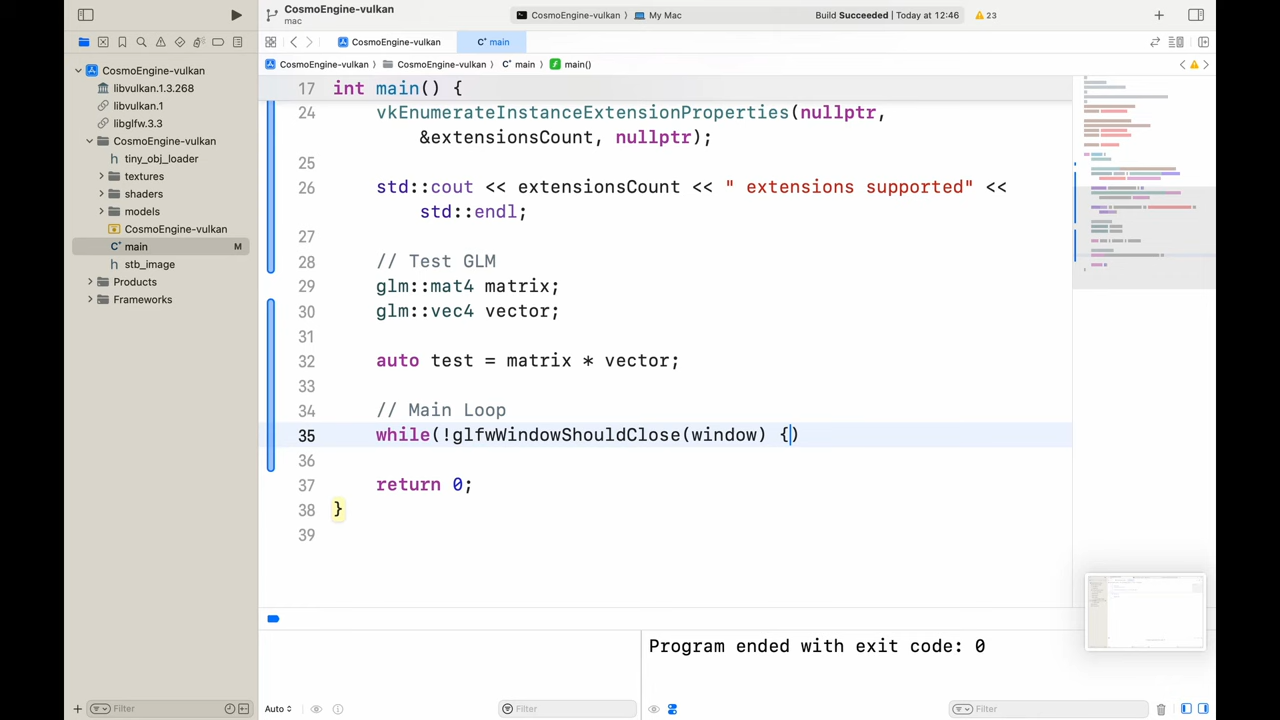 CosmoEngine-vulkan
mac
CosmoEngine-vulkan 〉 My Mac
Build Succeeded | Today at 12:46
23
CosmoEngine-vulkan
main
CosmoEngine-vulkan 〉 CosmoEngine-vulkan 〉 main 〉 main()
CosmoEngine-vulkan
libvulkan.1.3.268
libvulkan.1
libglfw.3.3
CosmoEngine-vulkan
tiny_obj_loader
textures
shaders
models
CosmoEngine-vulkan
main M
stb_image
Products
Frameworks
17 int main() {
24 vkEnumerateInstanceExtensionProperties(nullptr,
&extensionsCount, nullptr);
25
26 std::cout << extensionsCount << " extensions supported" <<
std::endl;
27
28 // Test GLM
29 glm::mat4 matrix;
30 glm::vec4 vector;
31
32 auto test = matrix * vector;
33
34 // Main Loop
35 while(!glfwWindowShouldClose(window) {)
36
37 return 0;
38 }
39
Program ended with exit code: 0
Filter
Auto
Filter
Filter